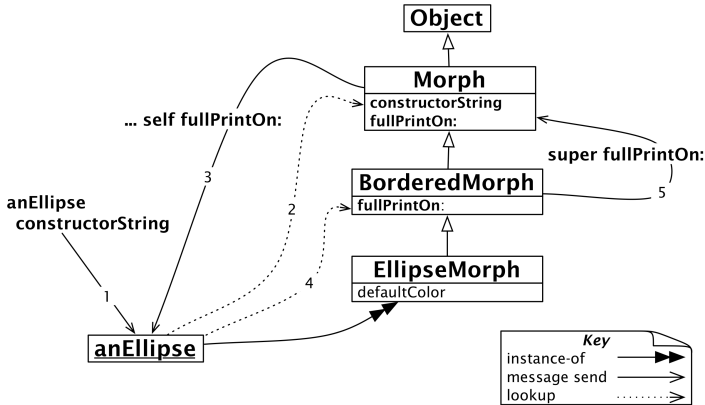 Object
Morph
constructorString
fullPrintOn:
... self fullPrintOn:
super fullPrintOn:
3
BorderedMorph
5
fullPrintOn:
anEllipse
constructorString
2
EllipseMorph
4
defaultColor
1
anEllipse
Key
instance-of
message send
lookup